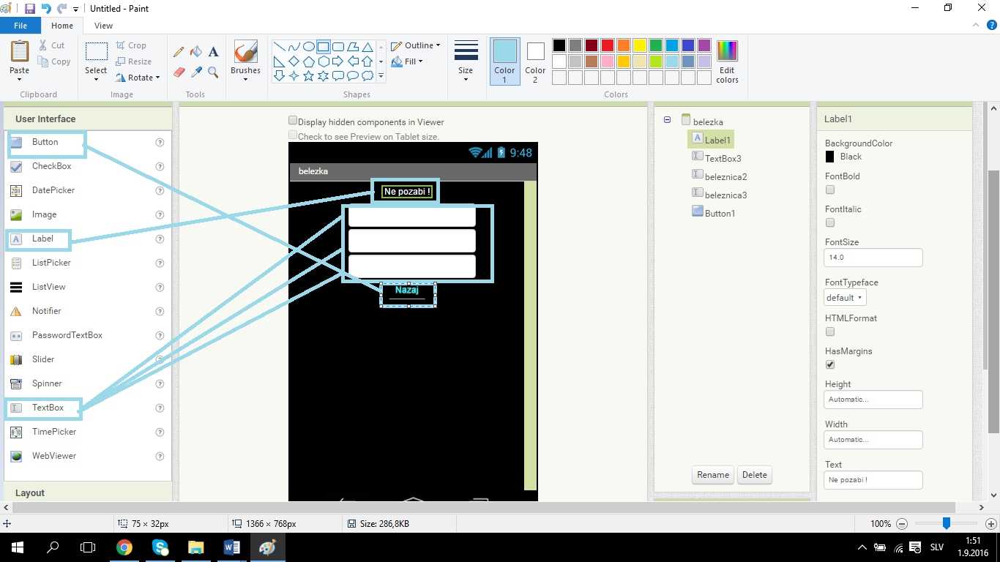 Untitled - Paint
File Home View
Paste
Cut
Copy
Clipboard
Select
Crop
Resize
Rotate
Image
Tools
Brushes
Shapes
Outline
Fill
Size
Color 1
Color 2
Edit colors
Colors
User Interface
Button
CheckBox
DatePicker
Image
Label
ListPicker
ListView
Notifier
PasswordTextBox
Slider
Spinner
TextBox
TimePicker
WebViewer
Layout
Display hidden components in Viewer
Check to see Preview on Tablet size.
9:48
belezka
Ne pozabi !
Nazaj
belezka
Label1
TextBox3
beleznica2
beleznica3
Button1
Rename Delete
Label1
BackgroundColor
Black
FontBold
FontItalic
FontSize
14.0
FontTypeface
default
HTMLFormat
HasMargins
Height
Automatic...
Width
Automatic...
Text
Ne pozabi !
75 × 32px 1366 × 768px Size: 286,8KB 100%
SLV
1:51
1.9.2016